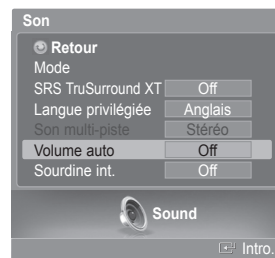 Son
Retour
Mode
SRS TruSurround XT Off
Langue privilégiée Anglais
Son multi-piste Stéréo
Volume auto Off
Sourdine int. Off
Sound
Intro.